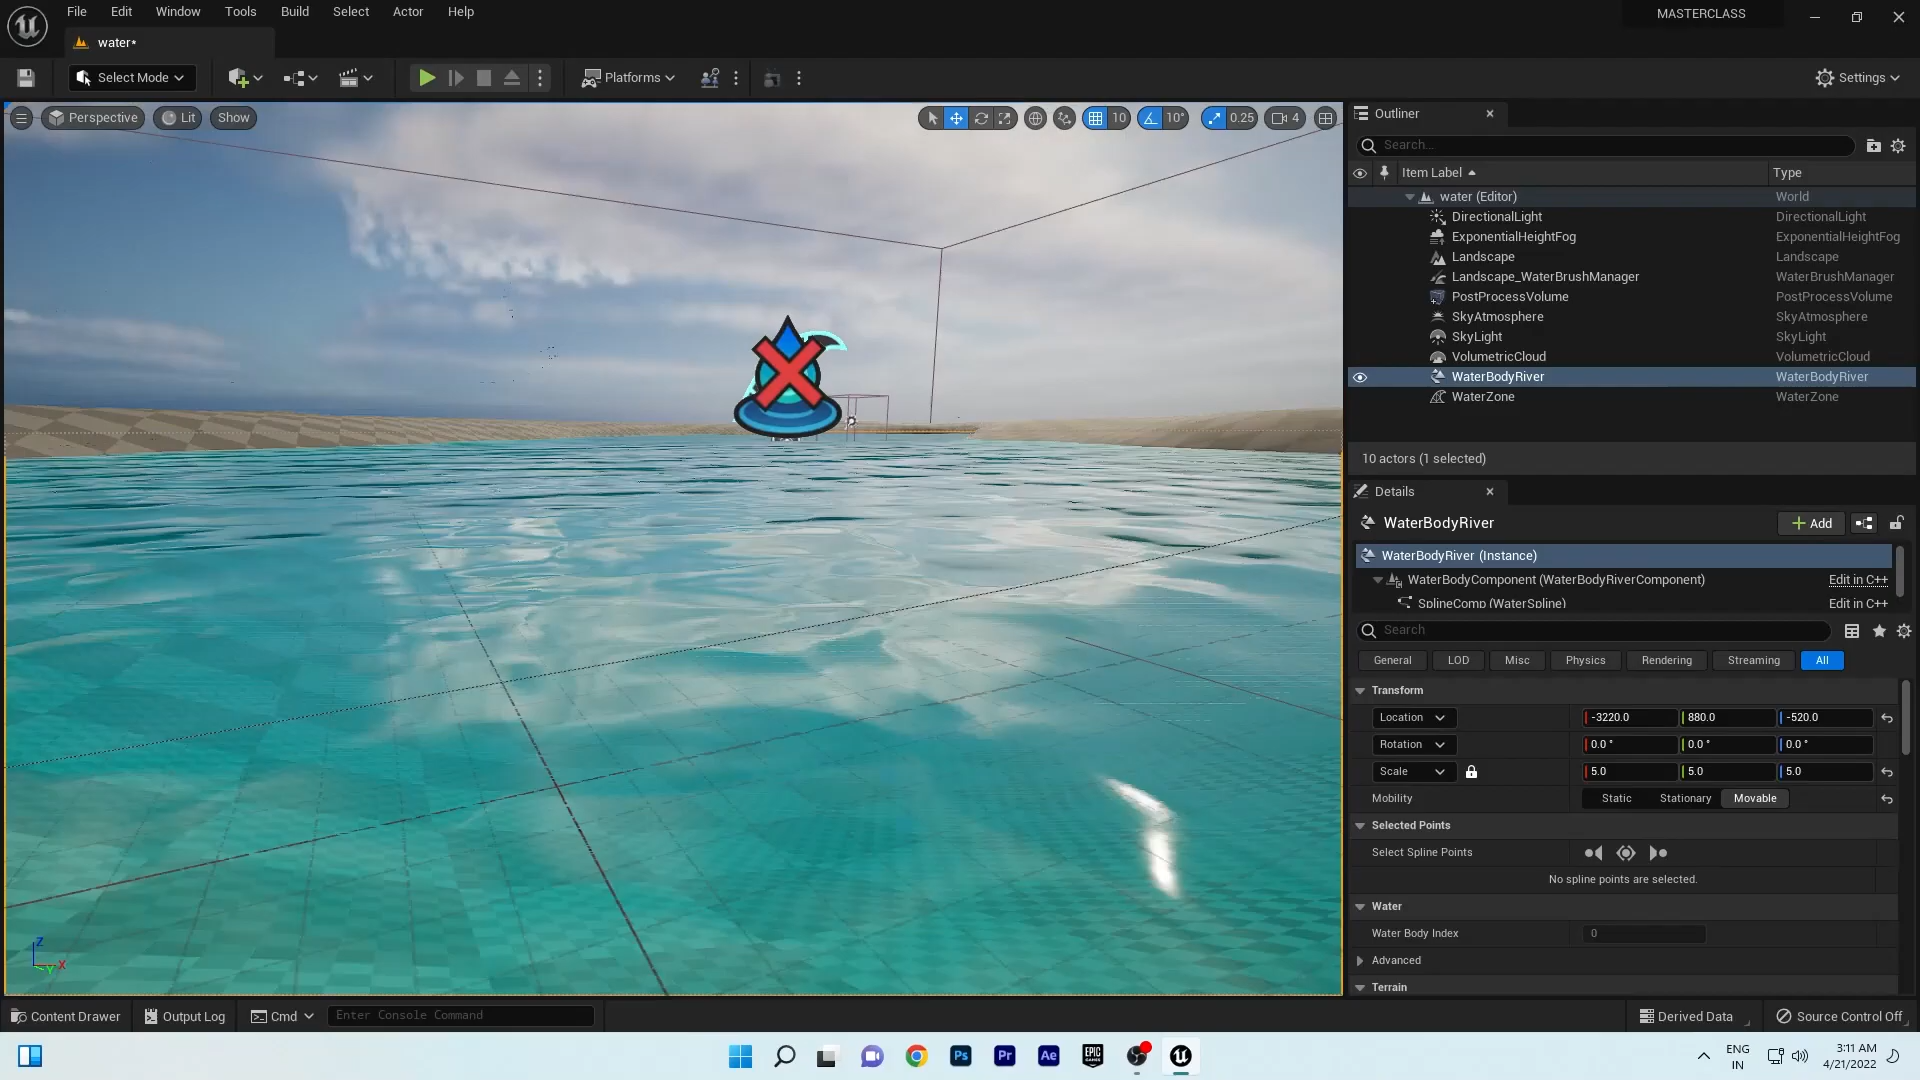 File Edit Window Tools Build Select Actor Help
MASTERCLASS
water*
Select Mode
Platforms
Settings
Perspective Lit Show
10 10° 0.25 4
Outliner
Search...
Item Label Type
water (Editor) World
DirectionalLight DirectionalLight
ExponentialHeightFog ExponentialHeightFog
Landscape Landscape
Landscape_WaterBrushManager WaterBrushManager
PostProcessVolume PostProcessVolume
SkyAtmosphere SkyAtmosphere
SkyLight SkyLight
VolumetricCloud VolumetricCloud
WaterBodyRiver WaterBodyRiver
WaterZone WaterZone
10 actors (1 selected)
Details
WaterBodyRiver
Add
WaterBodyRiver (Instance)
WaterBodyComponent (WaterBodyRiverComponent) Edit in C++
SplineComp (WaterSpline) Edit in C++
Search
General LOD Misc Physics Rendering Streaming All
Transform
Location -3220.0 880.0 -520.0
Rotation 0.0 ° 0.0 ° 0.0 °
Scale 5.0 5.0 5.0
Mobility Static Stationary Movable
Selected Points
Select Spline Points
No spline points are selected.
Water
Water Body Index 0
Advanced
Terrain
Z
X
Y
Content Drawer Output Log Cmd Enter Console Command
Derived Data Source Control Off
Ps Pr Ae EPIC GAMES
ENG
IN
3:11 AM
4/21/2022